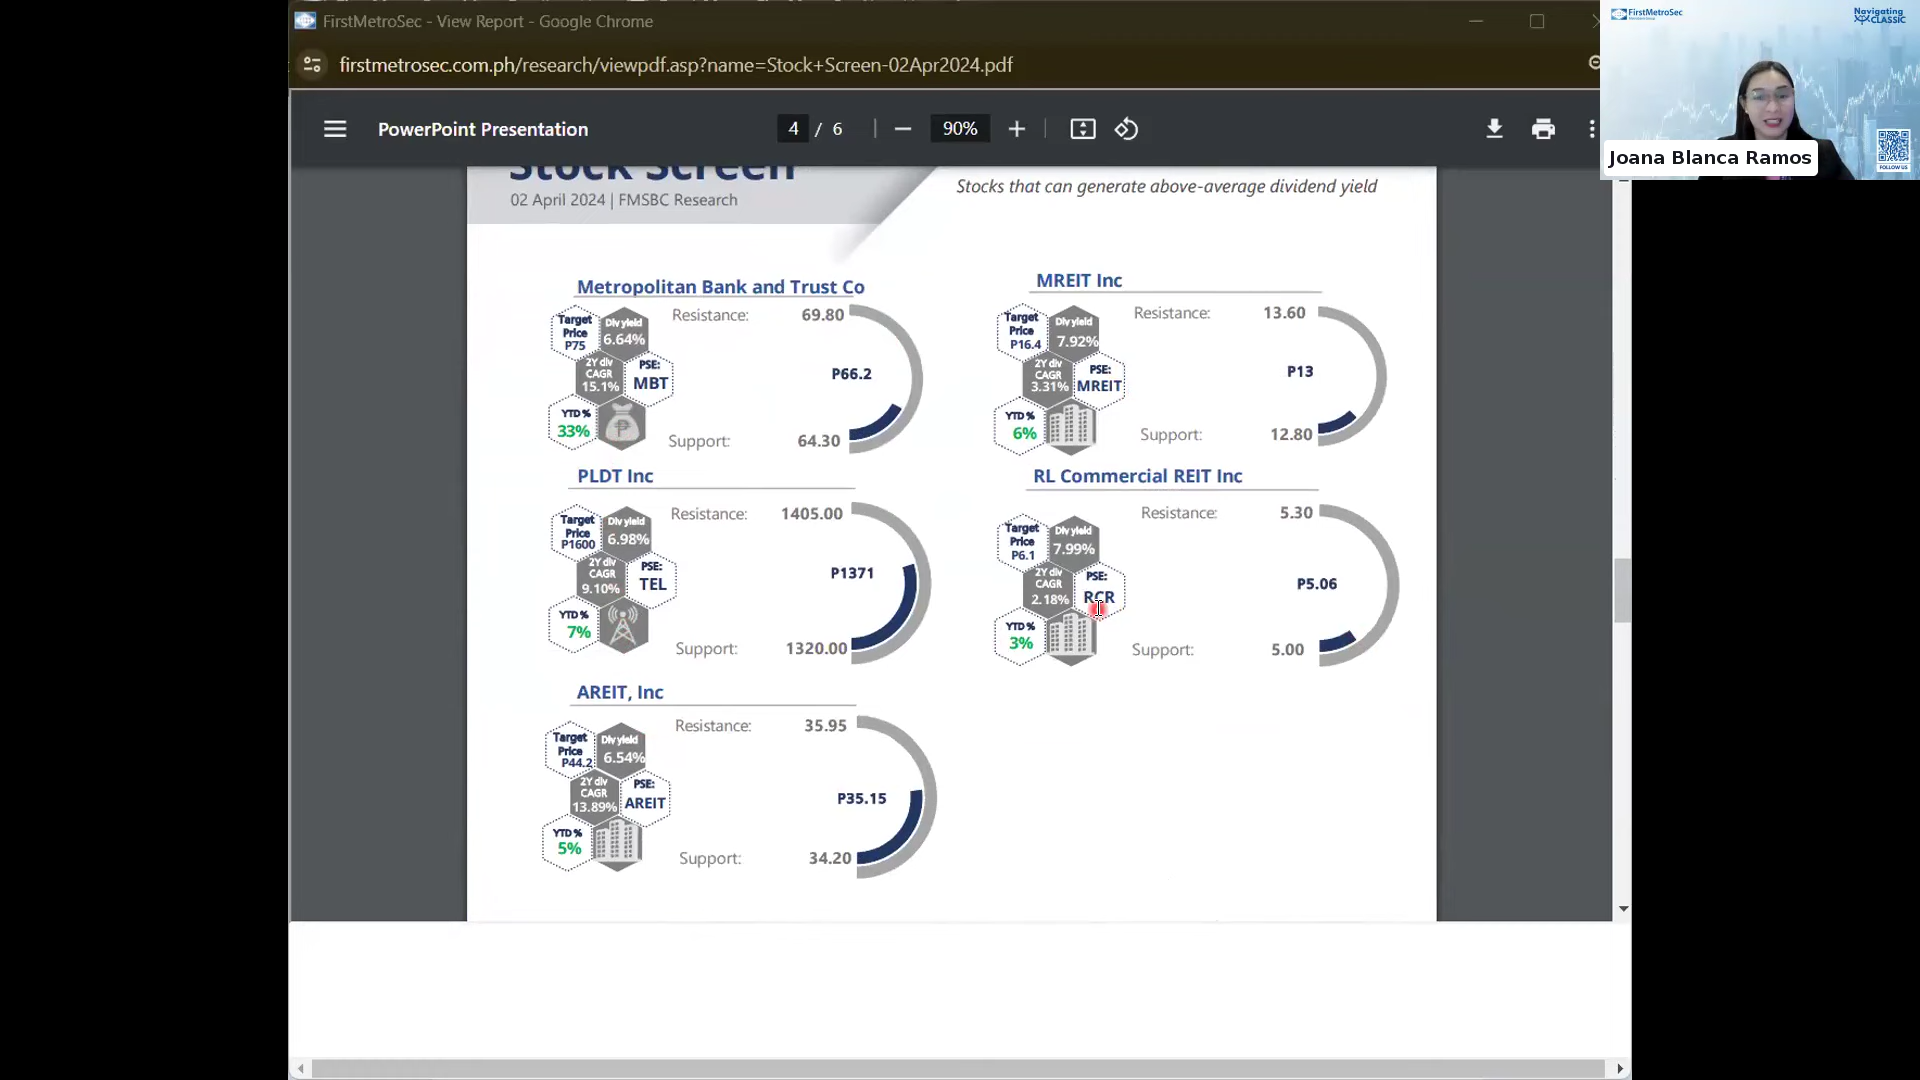 FirstMetroSec - View Report - Google Chrome
firstmetrosec.com.ph/research/viewpdf.asp?name=Stock+Screen-02Apr2024.pdf
PowerPoint Presentation
4 / 6
90%
FirstMetroSec
Navigating
CLASSIC
FOLLOW US
Joana Blanca Ramos
Stock Screen
02 April 2024 | FMSBC Research
Stocks that can generate above-average dividend yield
Metropolitan Bank and Trust Co
Target
Price
P75
Div yield
6.64%
2Y div
CAGR
15.1%
PSE:
MBT
YTD %
33%
Resistance: 69.80
P66.2
Support: 64.30
MREIT Inc
Target
Price
P16.4
Div yield
7.92%
2Y div
CAGR
3.31%
PSE:
MREIT
YTD %
6%
Resistance: 13.60
P13
Support: 12.80
PLDT Inc
Target
Price
P1600
Div yield
6.98%
2Y div
CAGR
9.10%
PSE:
TEL
YTD %
7%
Resistance: 1405.00
P1371
Support: 1320.00
RL Commercial REIT Inc
Target
Price
P6.1
Div yield
7.99%
2Y div
CAGR
2.18%
PSE:
RCR
YTD %
3%
Resistance: 5.30
P5.06
Support: 5.00
AREIT, Inc
Target
Price
P44.2
Div yield
6.54%
2Y div
CAGR
13.89%
PSE:
AREIT
YTD %
5%
Resistance: 35.95
P35.15
Support: 34.20